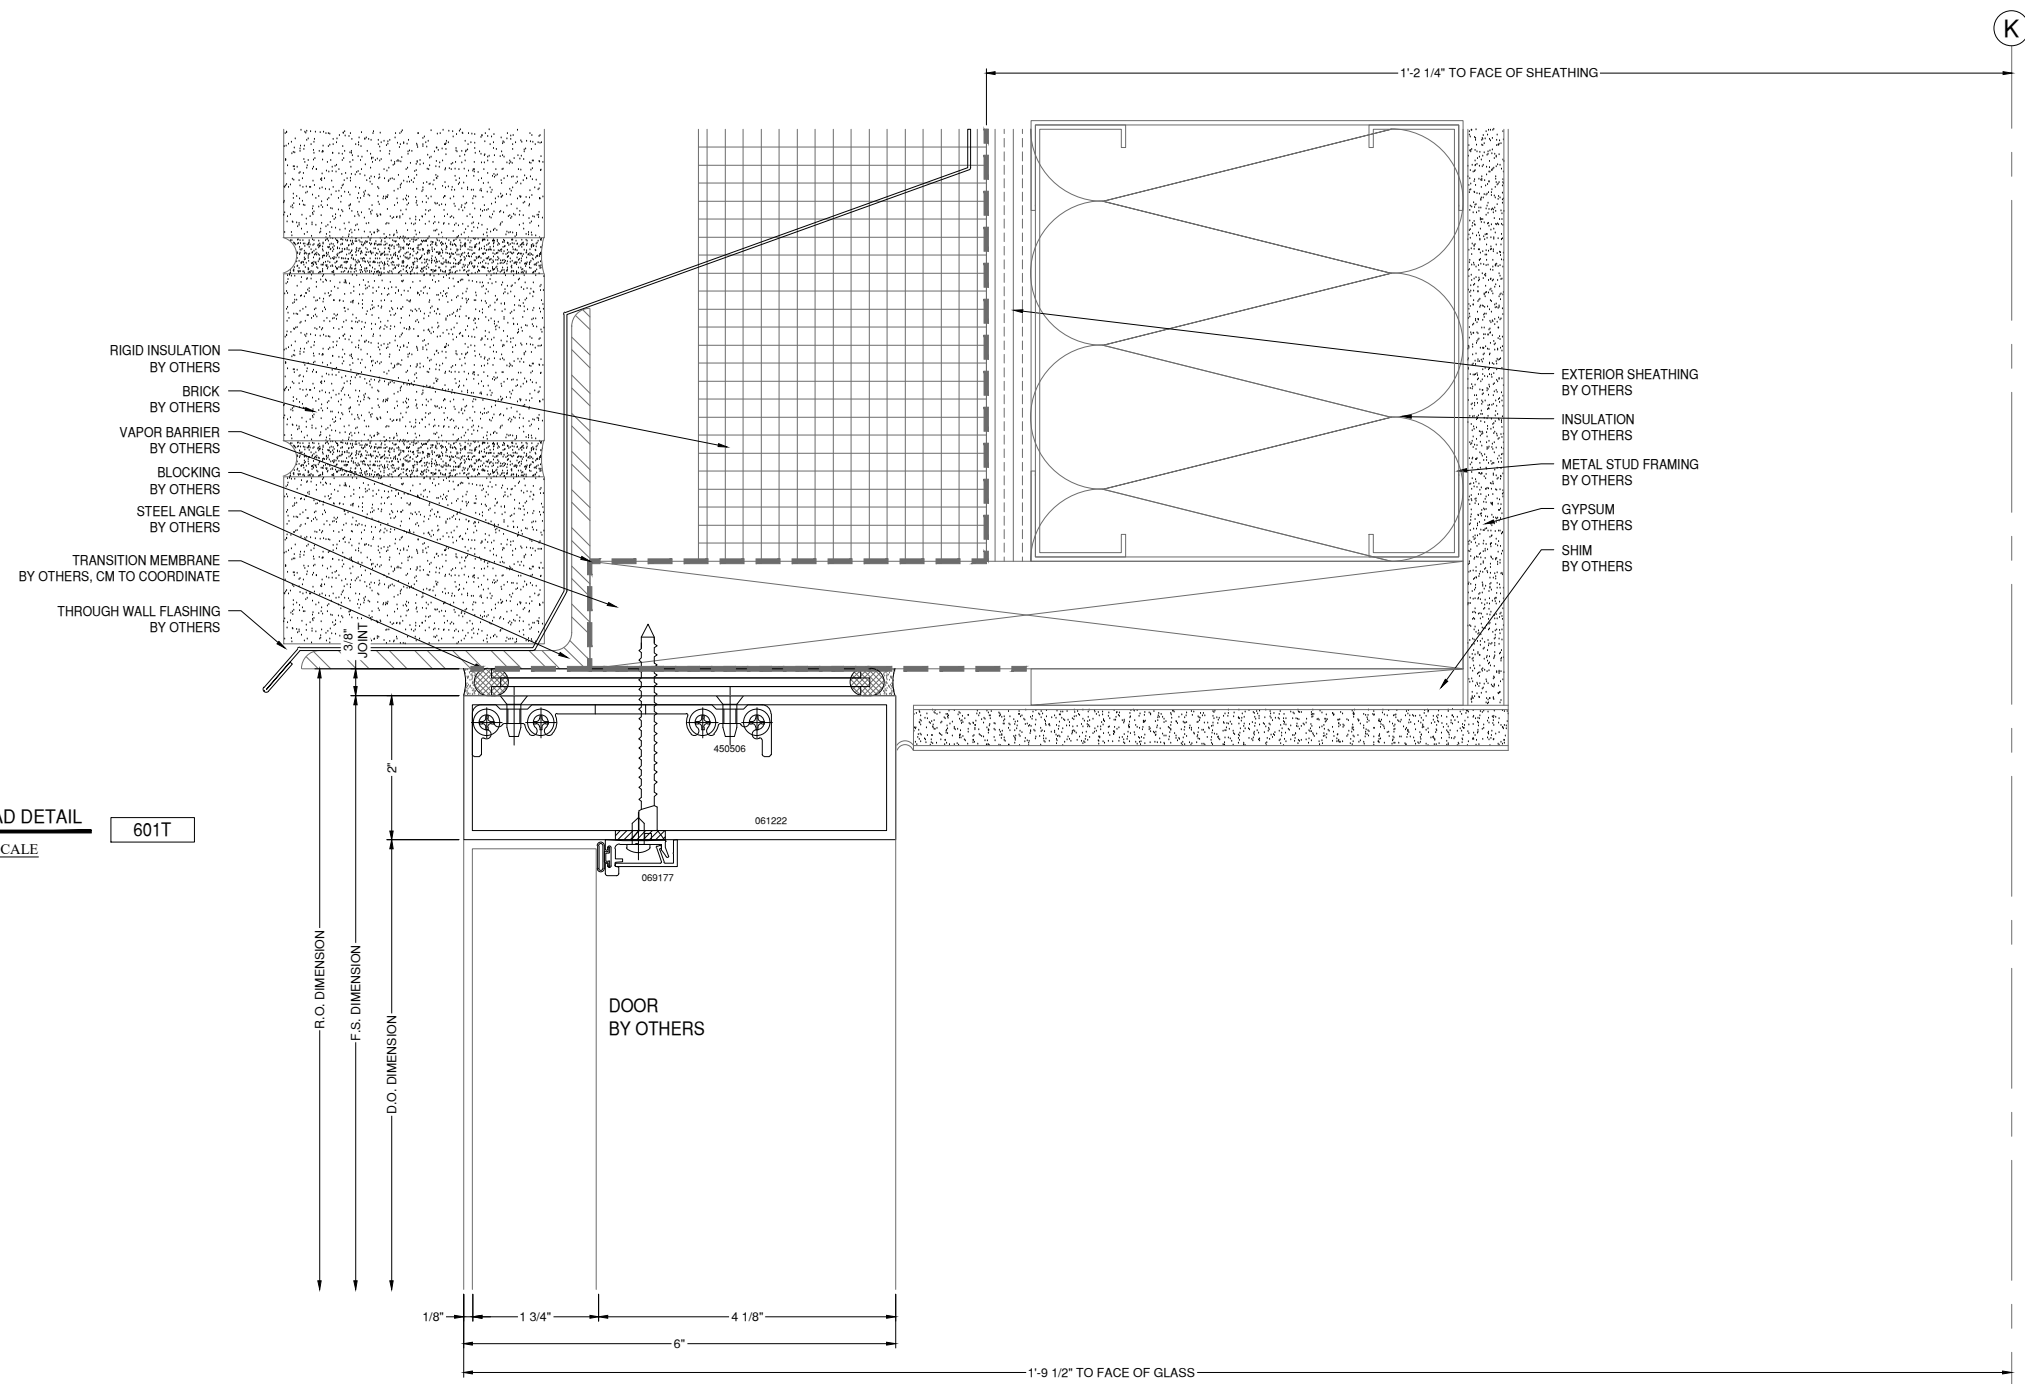 K
1'-2 1/4" TO FACE OF SHEATHING
RIGID INSULATION
BY OTHERS
BRICK
BY OTHERS
VAPOR BARRIER
BY OTHERS
BLOCKING
BY OTHERS
STEEL ANGLE
BY OTHERS
TRANSITION MEMBRANE
BY OTHERS, CM TO COORDINATE
THROUGH WALL FLASHING
BY OTHERS
EXTERIOR SHEATHING
BY OTHERS
INSULATION
BY OTHERS
METAL STUD FRAMING
BY OTHERS
GYPSUM
BY OTHERS
SHIM
BY OTHERS
3/8"
JOINT
2"
450506
061222
069177
AD DETAIL
601T
CALE
R.O. DIMENSION
F.S. DIMENSION
D.O. DIMENSION
DOOR
BY OTHERS
1/8"
1 3/4"
4 1/8"
6"
1'-9 1/2" TO FACE OF GLASS